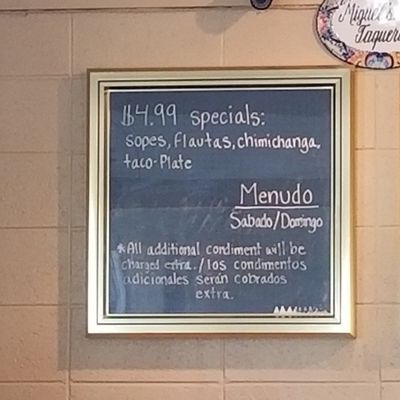 Miguel's
Taquer
$4.99 specials:
sopes, flautas, chimichanga,
taco-Plate
Menudo
Sabado/Domingo
*All additional condiment will be
charged extra. / los condimentos
adicionales serán cobrados
extra.